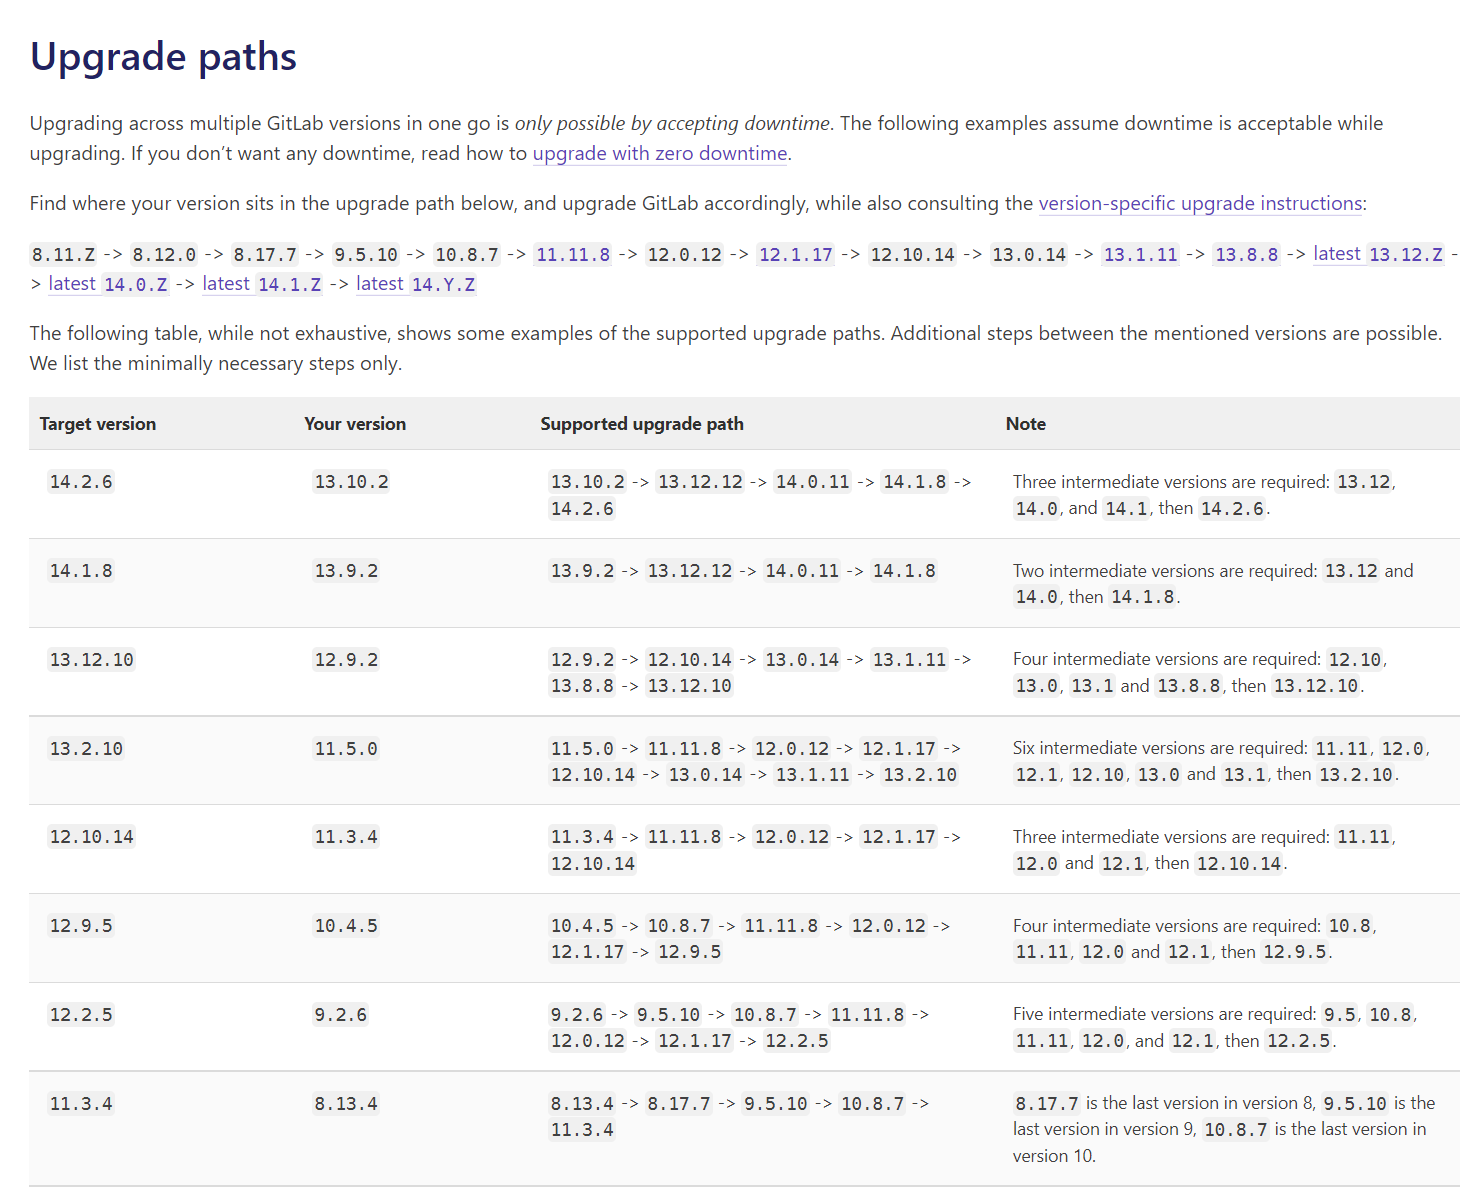 Upgrade paths
Upgrading across multiple GitLab versions in one go is only possible by accepting downtime. The following examples assume downtime is acceptable while
upgrading. If you don’t want any downtime, read how to upgrade with zero downtime.
Find where your version sits in the upgrade path below, and upgrade GitLab accordingly, while also consulting the version-specific upgrade instructions:
8.11.Z -> 8.12.0 -> 8.17.7 -> 9.5.10 -> 10.8.7 -> 11.11.8 -> 12.0.12 -> 12.1.17 -> 12.10.14 -> 13.0.14 -> 13.1.11 -> 13.8.8 -> latest 13.12.Z -
> latest 14.0.Z -> latest 14.1.Z -> latest 14.Y.Z
The following table, while not exhaustive, shows some examples of the supported upgrade paths. Additional steps between the mentioned versions are possible.
We list the minimally necessary steps only.
Target version Your version Supported upgrade path Note
14.2.6 13.10.2 13.10.2 -> 13.12.12 -> 14.0.11 -> 14.1.8 -> Three intermediate versions are required: 13.12,
14.2.6 14.0, and 14.1, then 14.2.6.
14.1.8 13.9.2 13.9.2 -> 13.12.12 -> 14.0.11 -> 14.1.8 Two intermediate versions are required: 13.12 and
14.0, then 14.1.8.
13.12.10 12.9.2 12.9.2 -> 12.10.14 -> 13.0.14 -> 13.1.11 -> Four intermediate versions are required: 12.10,
13.8.8 -> 13.12.10 13.0, 13.1 and 13.8.8, then 13.12.10.
13.2.10 11.5.0 11.5.0 -> 11.11.8 -> 12.0.12 -> 12.1.17 -> Six intermediate versions are required: 11.11, 12.0,
12.10.14 -> 13.0.14 -> 13.1.11 -> 13.2.10 12.1, 12.10, 13.0 and 13.1, then 13.2.10.
12.10.14 11.3.4 11.3.4 -> 11.11.8 -> 12.0.12 -> 12.1.17 -> Three intermediate versions are required: 11.11,
12.10.14 12.0 and 12.1, then 12.10.14.
12.9.5 10.4.5 10.4.5 -> 10.8.7 -> 11.11.8 -> 12.0.12 -> Four intermediate versions are required: 10.8,
12.1.17 -> 12.9.5 11.11, 12.0 and 12.1, then 12.9.5.
12.2.5 9.2.6 9.2.6 -> 9.5.10 -> 10.8.7 -> 11.11.8 -> Five intermediate versions are required: 9.5, 10.8,
12.0.12 -> 12.1.17 -> 12.2.5 11.11, 12.0, and 12.1, then 12.2.5.
11.3.4 8.13.4 8.13.4 -> 8.17.7 -> 9.5.10 -> 10.8.7 -> 8.17.7 is the last version in version 8, 9.5.10 is the
11.3.4 last version in version 9, 10.8.7 is the last version in
version 10.